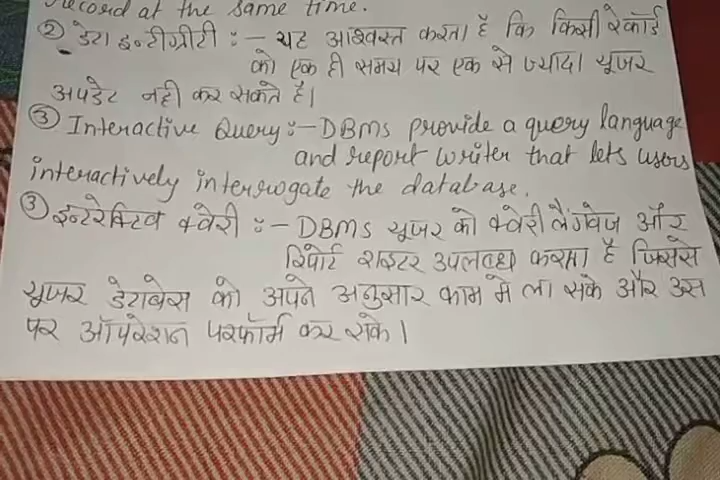 record at the same time.
② डेटा इन्टीग्रीटी :- यह आश्वस्त करता है कि किसी रेकॉर्ड
को एक ही समय पर एक से ज्यादा यूजर
अपडेट नही कर सकते है।
③ Interactive Query :- DBMS provide a query language
and report writer that lets users
interactively interrogate the database.
③ इन्टरेक्टिव क्वेरी :- DBMS यूजर को क्वेरी लैंगवेज और
रिपोर्ट राइटर उपलब्ध करता है जिससे
यूजर डेटाबेस को अपने अनुसार काम मे ला सके और उस
पर ऑपरेशन परफॉर्म कर सके।